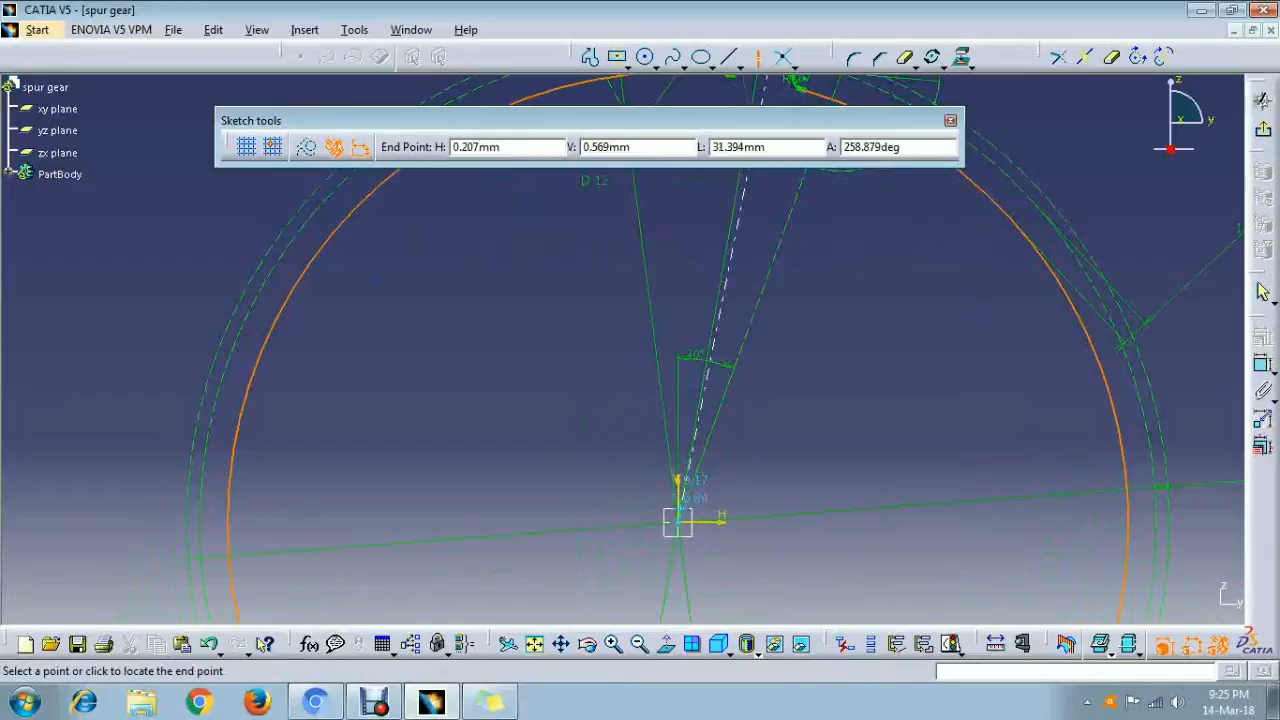 CATIA V5 - [spur gear]
Start ENOVIA V5 VPM File Edit View Insert Tools Window Help
spur gear
xy plane
yz plane
zx plane
PartBody
Sketch tools
End Point: H: 0.207mm V: 0.569mm L: 31.394mm A: 258.879deg
D 12
z
x
y
H
z
y
f(x)
CATIA
Select a point or click to locate the end point
9:25 PM
14-Mar-18